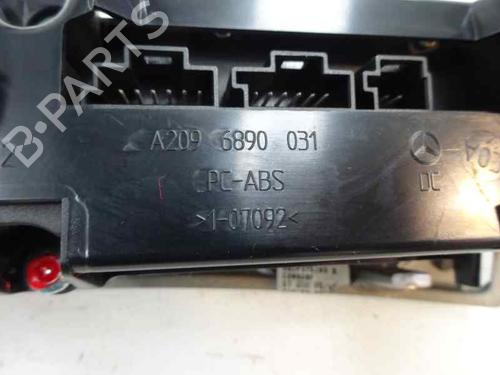 B-PARTS
A209 6890 031
PC-ABS
DC
>1-07092<